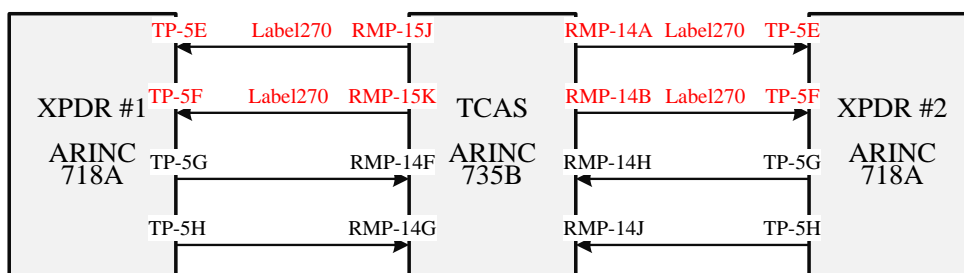 TP-5E Label270 RMP-15J RMP-14A Label270 TP-5E
TP-5F Label270 RMP-15K RMP-14B Label270 TP-5F
XPDR #1 TCAS XPDR #2
ARINC ARINC ARINC
718A 735B 718A
TP-5G RMP-14F RMP-14H TP-5G
TP-5H RMP-14G RMP-14J TP-5H